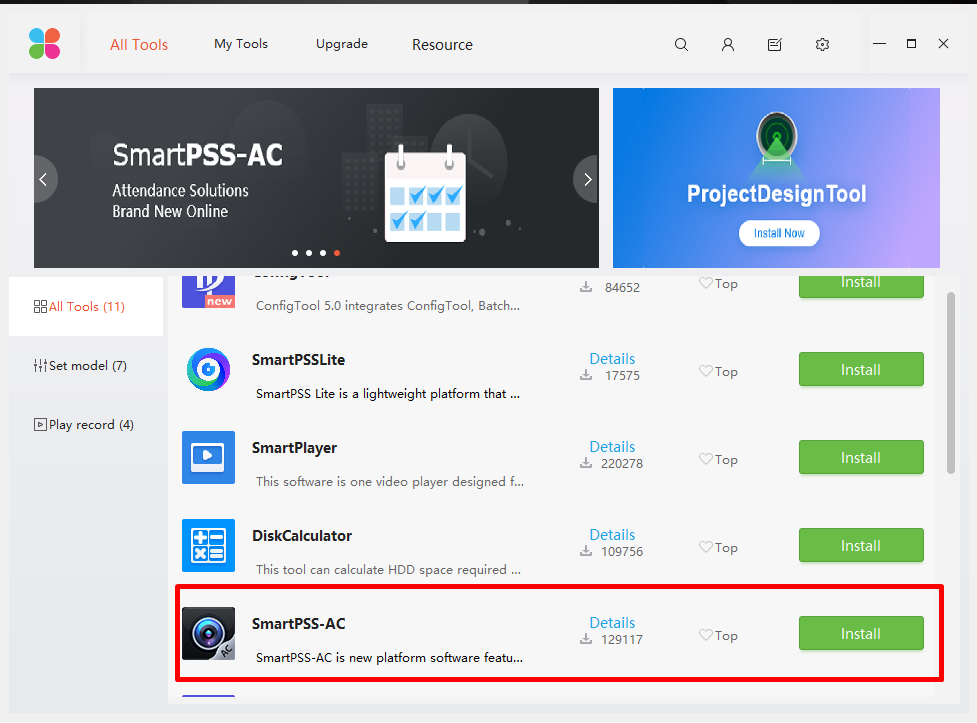 All Tools
My Tools
Upgrade
Resource
SmartPSS-AC
Attendance Solutions
Brand New Online
ProjectDesignTool
Install Now
All Tools (11)
Set model (7)
Play record (4)
new
ConfigTool
ConfigTool 5.0 integrates ConfigTool, Batch...
84652
Top
Install
SmartPSSLite
SmartPSS Lite is a lightweight platform that ...
Details
17575
Top
Install
SmartPlayer
This software is one video player designed f...
Details
220278
Top
Install
DiskCalculator
This tool can calculate HDD space required ...
Details
109756
Top
Install
AC
SmartPSS-AC
SmartPSS-AC is new platform software featu...
Details
129117
Top
Install